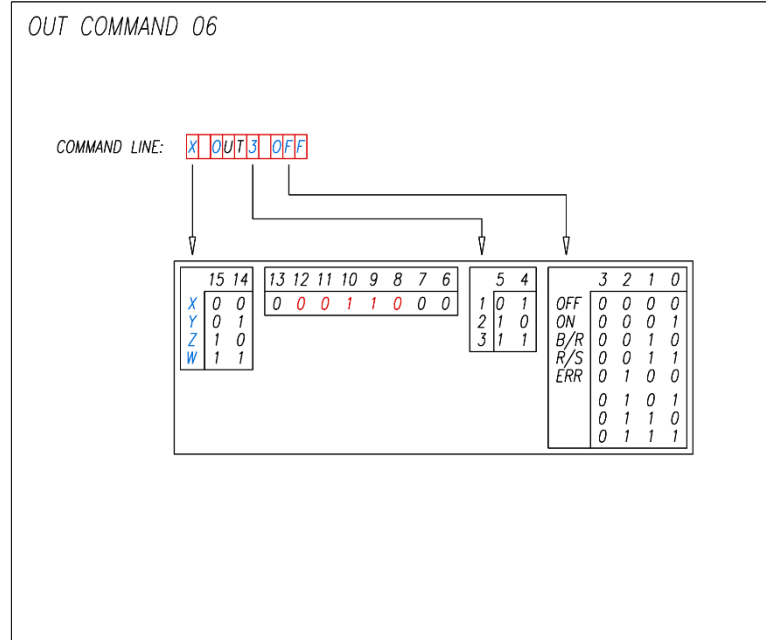 OUT COMMAND 06
COMMAND LINE: X OUT3 OFF
15 14 13 12 11 10 9 8 7 6 5 4 3 2 1 0
X 0 0 0 0 0 1 1 0 0 0 1 0 1 OFF 0 0 0 0
Y 0 1 2 1 0 ON 0 0 0 1
Z 1 0 3 1 1 B/R 0 0 1 0
W 1 1 R/S 0 0 1 1
ERR 0 1 0 0
0 1 0 1
0 1 1 0
0 1 1 1